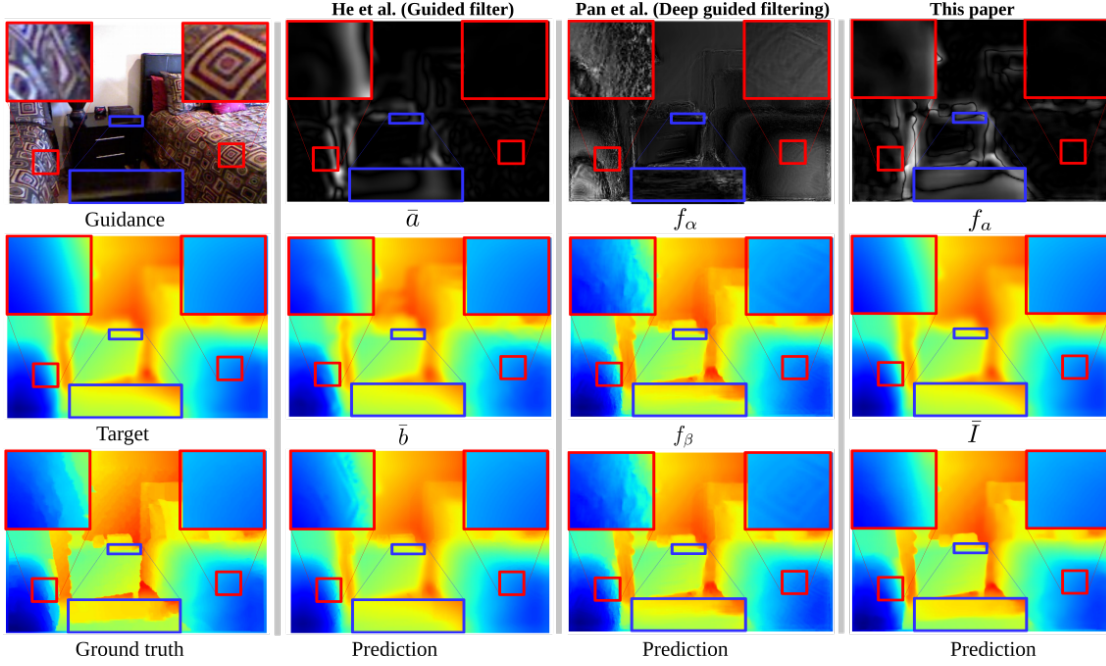 He et al. (Guided filter)
Pan et al. (Deep guided filtering)
This paper
Guidance
ā
f_α
f_a
Target
b̄
f_β
Ī
Ground truth
Prediction
Prediction
Prediction